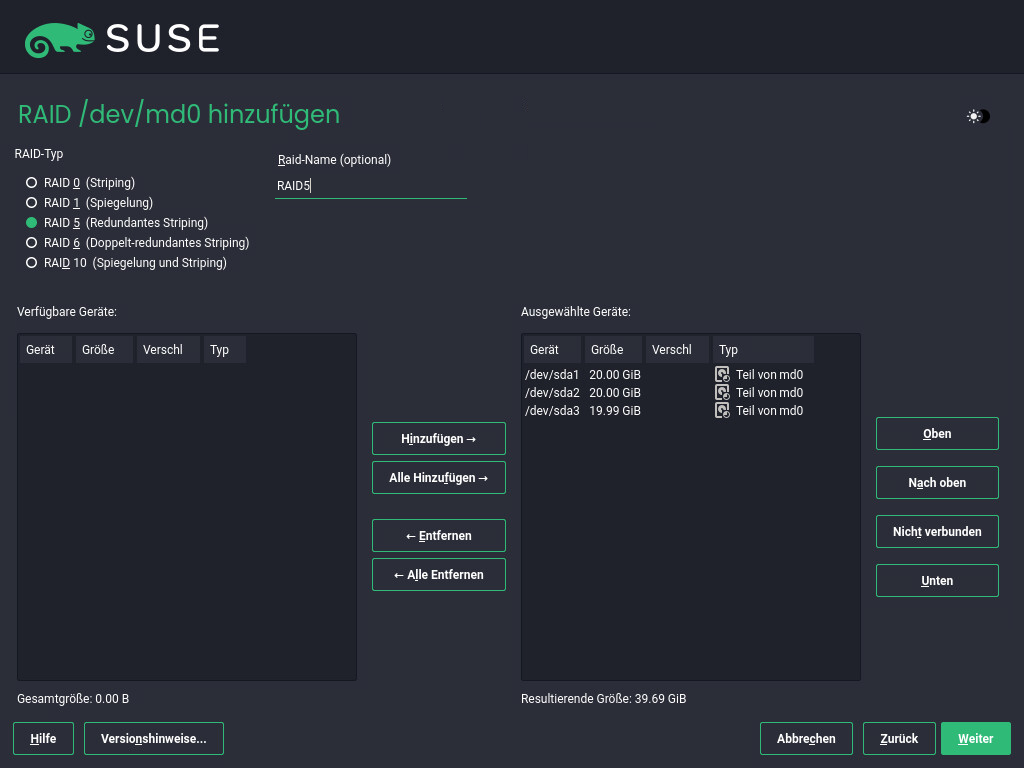 SUSE
RAID /dev/md0 hinzufügen
RAID-Typ
RAID 0 (Striping)
RAID 1 (Spiegelung)
RAID 5 (Redundantes Striping)
RAID 6 (Doppelt-redundantes Striping)
RAID 10 (Spiegelung und Striping)
Raid-Name (optional)
RAID5
Verfügbare Geräte:
Gerät Größe Verschl Typ
Gesamtgröße: 0.00 B
Hinzufügen →
Alle Hinzufügen →
← Entfernen
← Alle Entfernen
Ausgewählte Geräte:
Gerät Größe Verschl Typ
/dev/sda1 20.00 GiB Teil von md0
/dev/sda2 20.00 GiB Teil von md0
/dev/sda3 19.99 GiB Teil von md0
Resultierende Größe: 39.69 GiB
Oben
Nach oben
Nicht verbunden
Unten
Hilfe
Versionshinweise...
Abbrechen
Zurück
Weiter